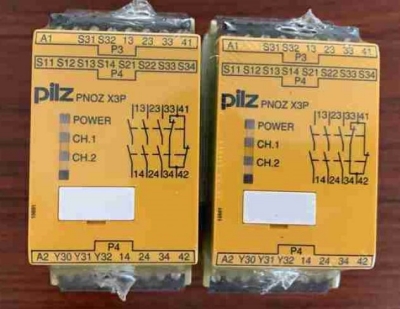 A1 S31 S32 13 23 33 41
P3
S11 S12 S13 S14 S21 S22 S33 S34
P4
pilz PNOZ X3P
13 23 33 41
POWER
CH.1
CH.2
14 24 34 42
P4
A2 Y30 Y31 Y32 14 24 34 42
A1 S31 S32 13 23 33 41
P3
S11 S12 S13 S14 S21 S22 S33 S34
P4
pilz PNOZ X3P
13 23 33 41
POWER
CH.1
CH.2
14 24 34 42
P4
A2 Y30 Y31 Y32 14 24 34 42